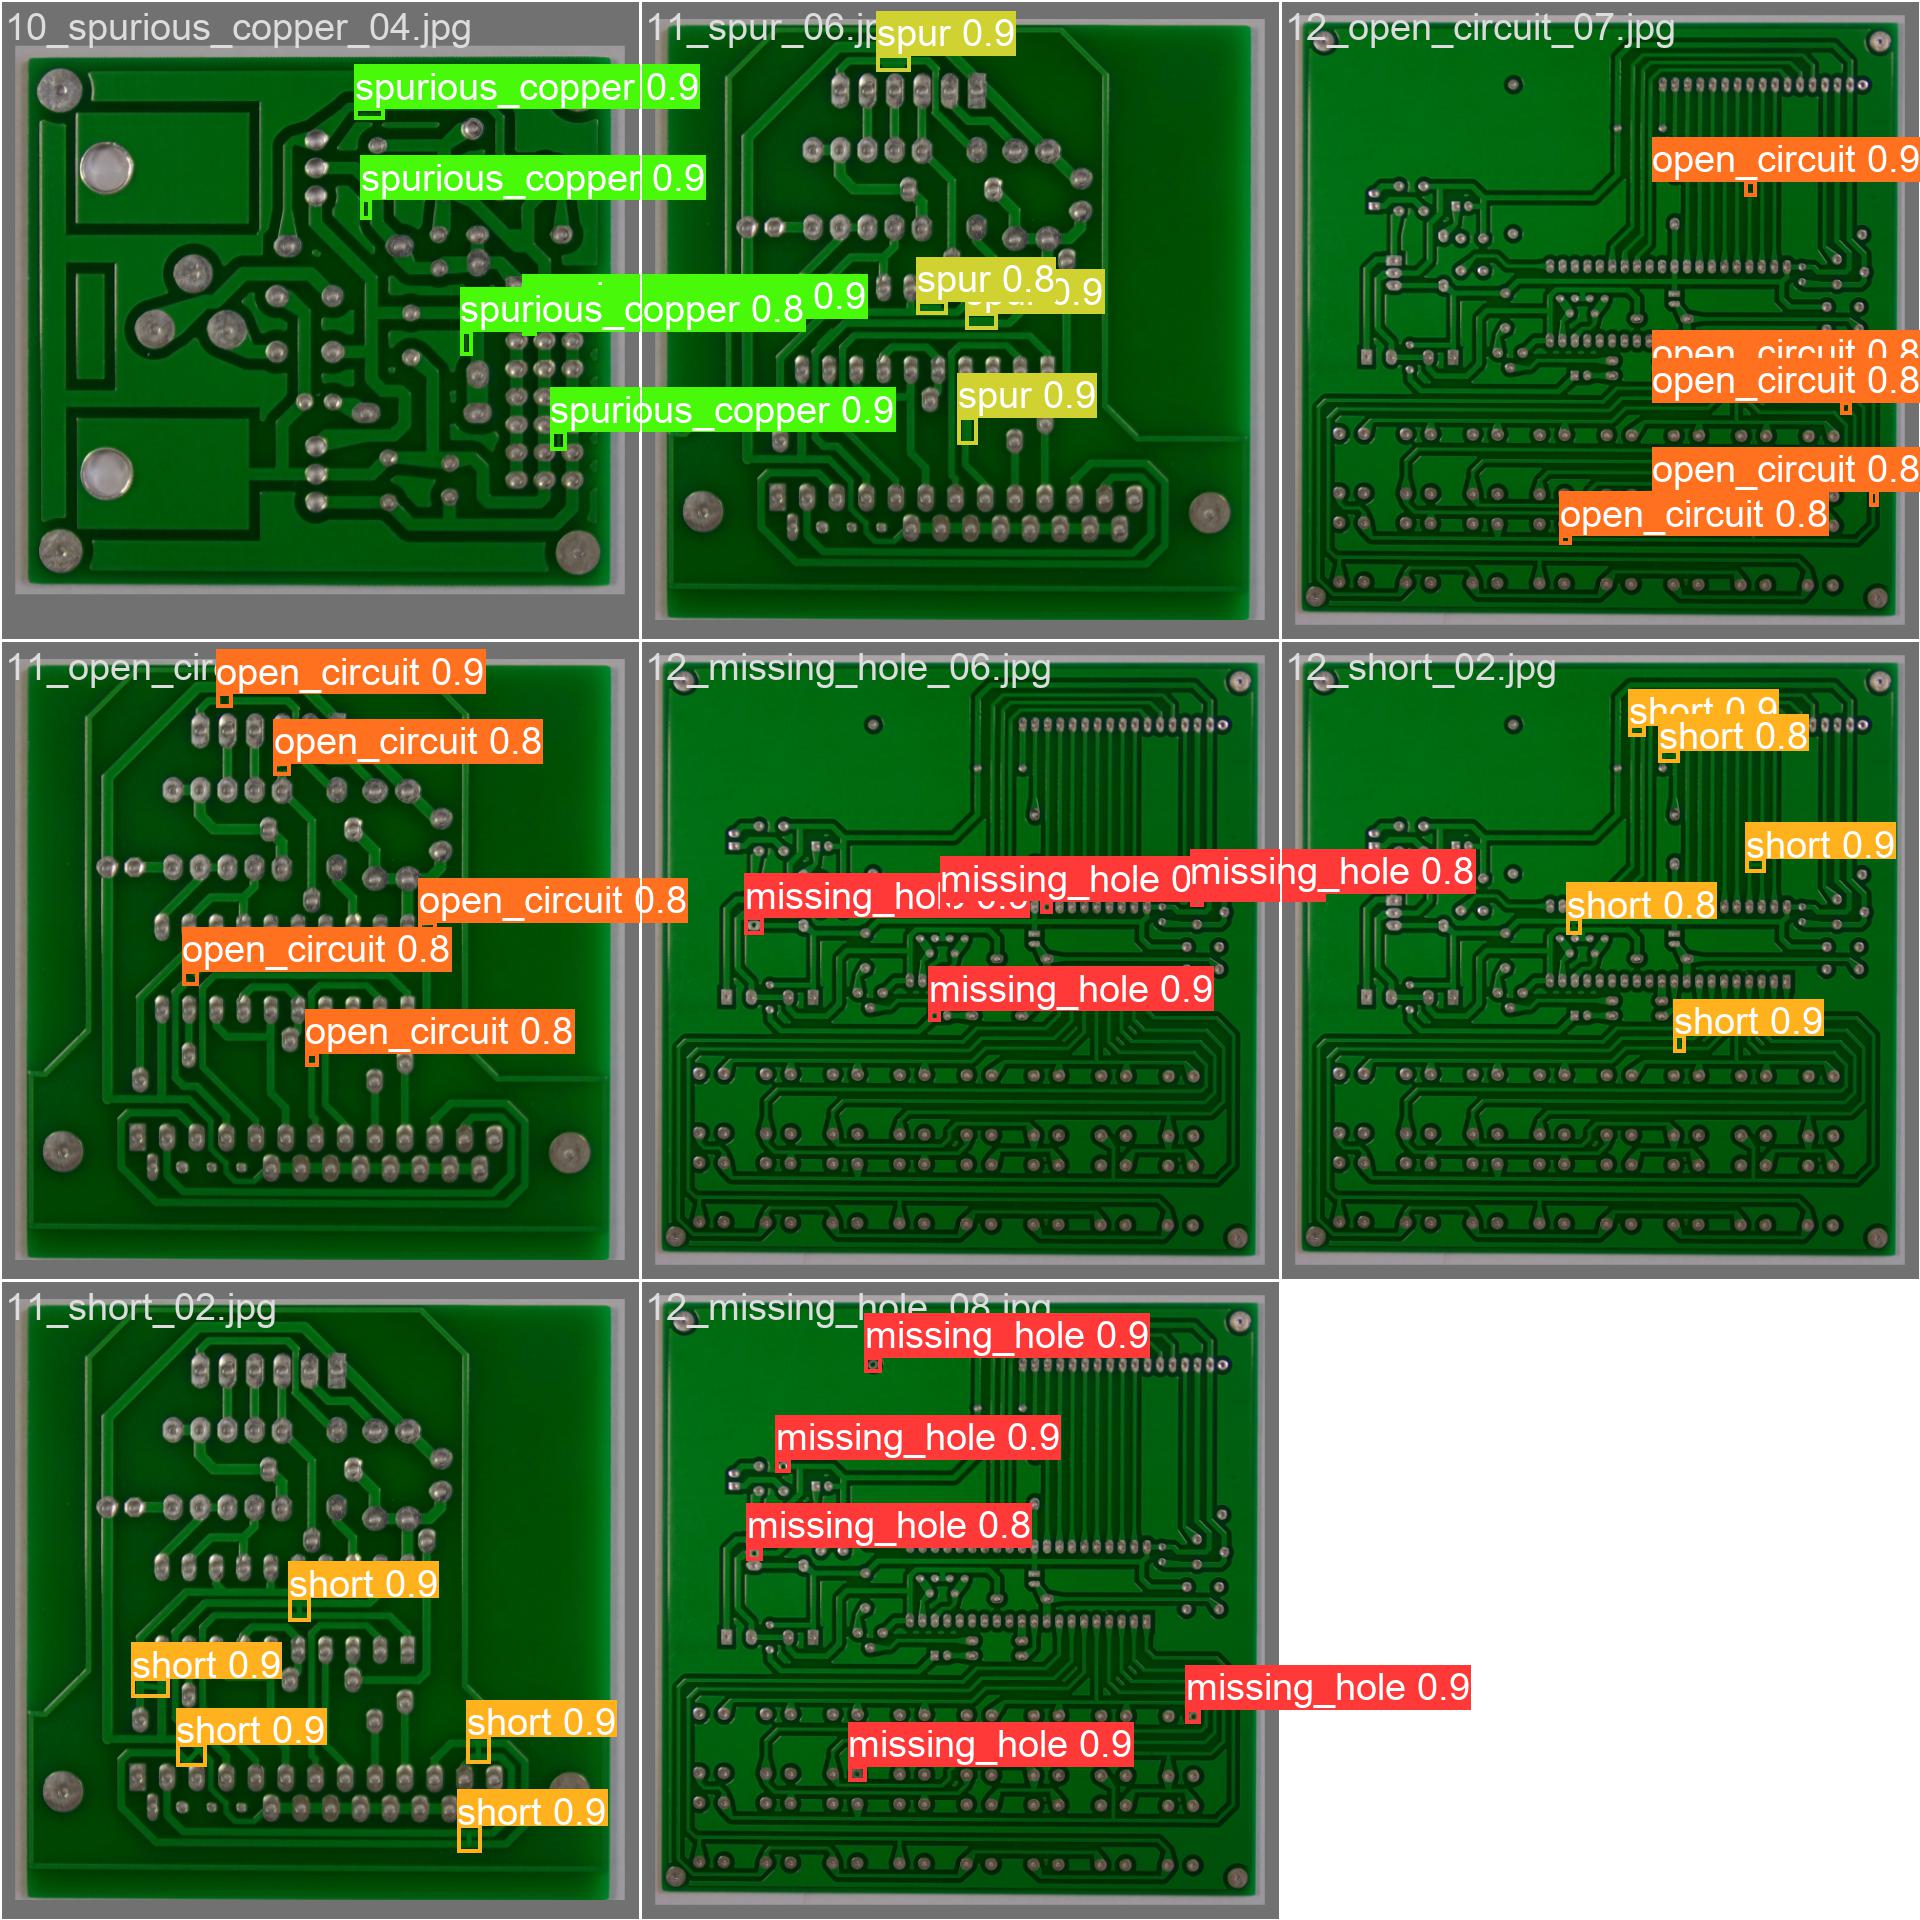 10_spurious_copper_04.jpg
spurious_copper 0.9
spurious_copper 0.9
0.9
spurious_copper 0.8
spurious_copper 0.9
11_spur_06.jp
spur 0.9
spur 0.8
spur 0.9
spur 0.9
12_open_circuit_07.jpg
open_circuit 0.9
open_circuit 0.8
open_circuit 0.8
open_circuit 0.8
open_circuit 0.8
11_open_cir
open_circuit 0.9
open_circuit 0.8
open_circuit 0.8
open_circuit 0.8
open_circuit 0.8
12_missing_hole_06.jpg
missing_hole 0.8
missing_hole 0
missing_hol 0.9
missing_hole 0.9
12_short_02.jpg
short 0.9
short 0.8
short 0.9
short 0.8
short 0.9
11_short_02.jpg
short 0.9
short 0.9
short 0.9
short 0.9
short 0.9
12_missing_hole_08.jpg
missing_hole 0.9
missing_hole 0.9
missing_hole 0.8
missing_hole 0.9
missing_hole 0.9